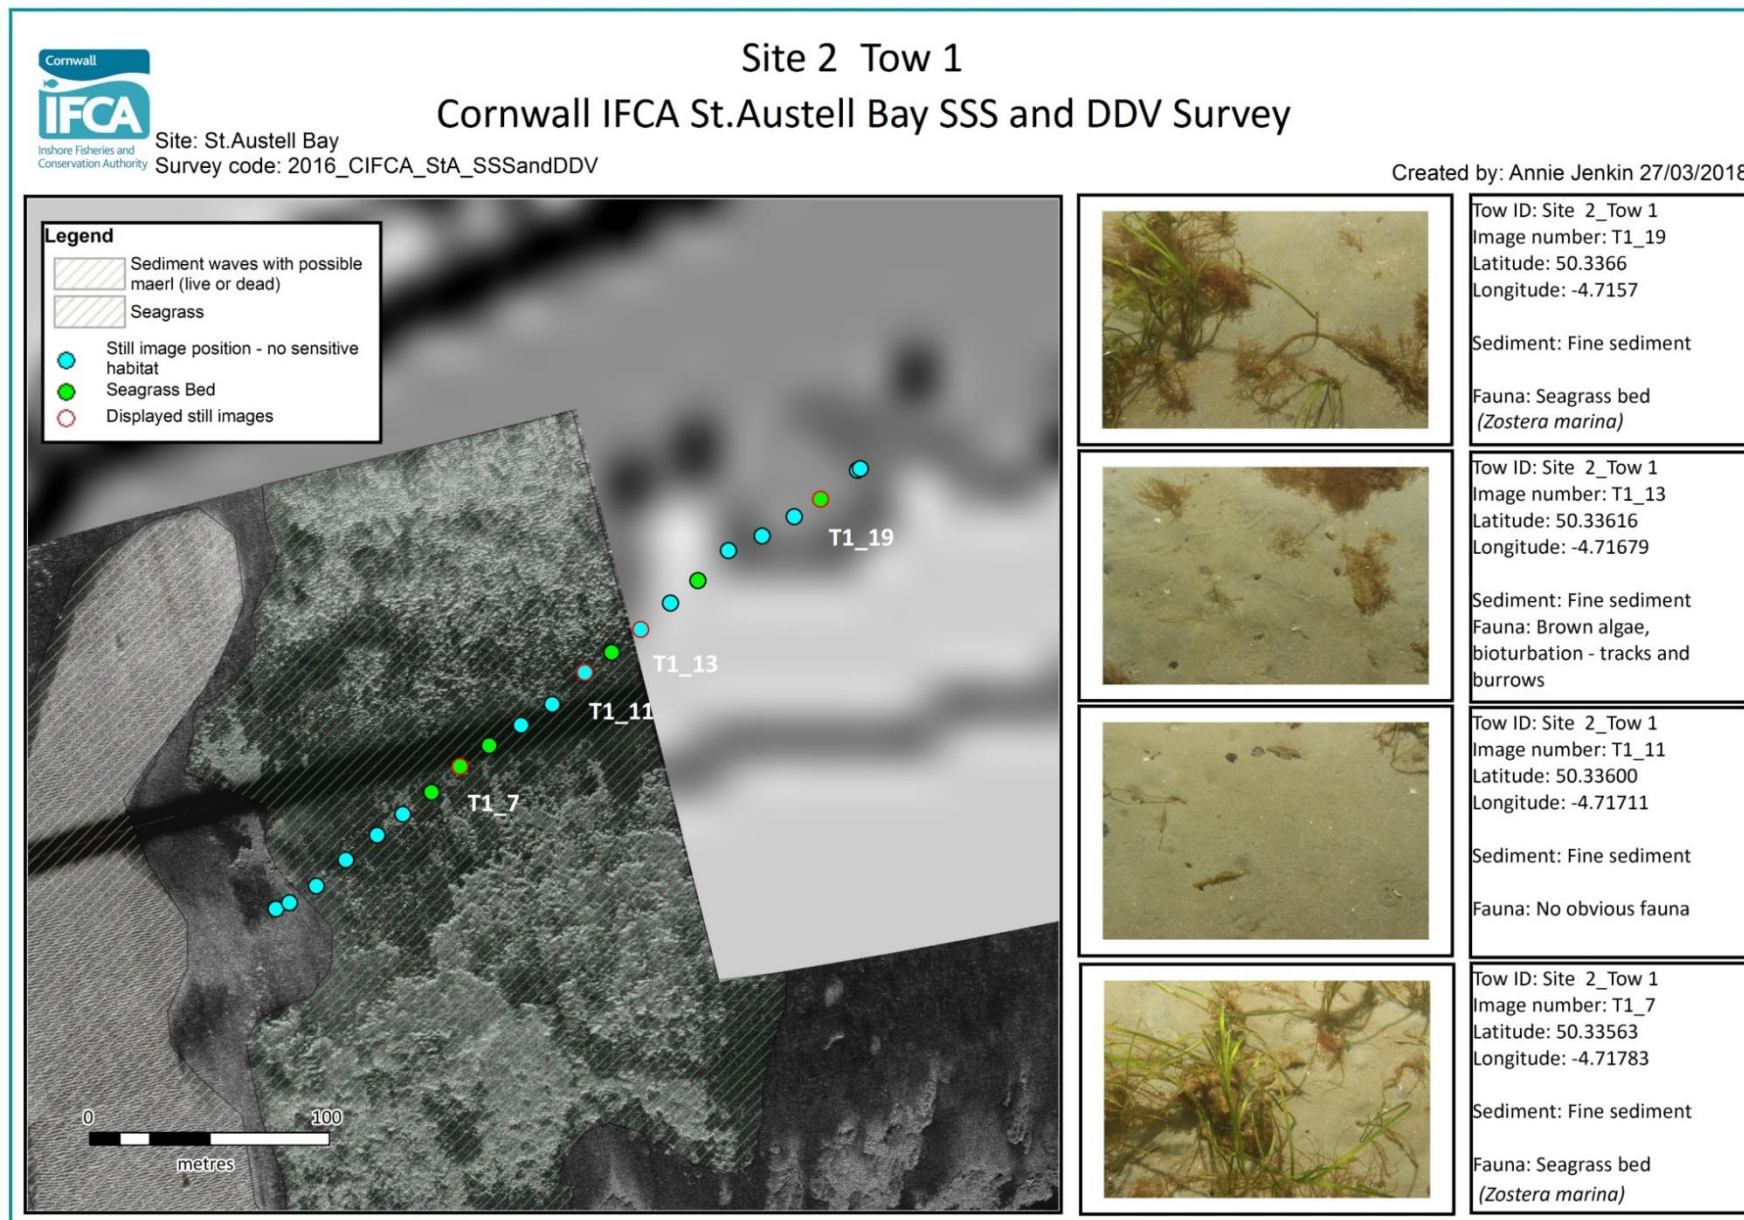 Site 2 Tow 1
Cornwall IFCA St.Austell Bay SSS and DDV Survey
Cornwall
IFCA
Inshore Fisheries and
Conservation Authority
Site: St.Austell Bay
Survey code: 2016_CIFCA_StA_SSSandDDV
Created by: Annie Jenkin 27/03/2018
Legend
Sediment waves with possible
maerl (live or dead)
Seagrass
Still image position - no sensitive
habitat
Seagrass Bed
Displayed still images
T1_19
T1_13
T1_11
T1_7
0 100
metres
Tow ID: Site 2_Tow 1
Image number: T1_19
Latitude: 50.3366
Longitude: -4.7157
Sediment: Fine sediment
Fauna: Seagrass bed
(Zostera marina)
Tow ID: Site 2_Tow 1
Image number: T1_13
Latitude: 50.33616
Longitude: -4.71679
Sediment: Fine sediment
Fauna: Brown algae,
bioturbation - tracks and
burrows
Tow ID: Site 2_Tow 1
Image number: T1_11
Latitude: 50.33600
Longitude: -4.71711
Sediment: Fine sediment
Fauna: No obvious fauna
Tow ID: Site 2_Tow 1
Image number: T1_7
Latitude: 50.33563
Longitude: -4.71783
Sediment: Fine sediment
Fauna: Seagrass bed
(Zostera marina)